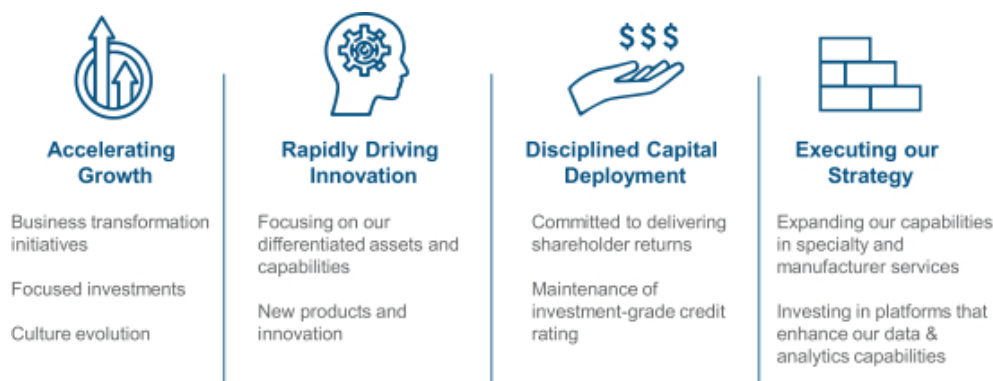 $$$
Accelerating
Growth
Business transformation
initiatives
Focused investments
Culture evolution
Rapidly Driving
Innovation
Focusing on our
differentiated assets and
capabilities
New products and
innovation
Disciplined Capital
Deployment
Committed to delivering
shareholder returns
Maintenance of
investment-grade credit
rating
Executing our
Strategy
Expanding our capabilities
in specialty and
manufacturer services
Investing in platforms that
enhance our data &
analytics capabilities